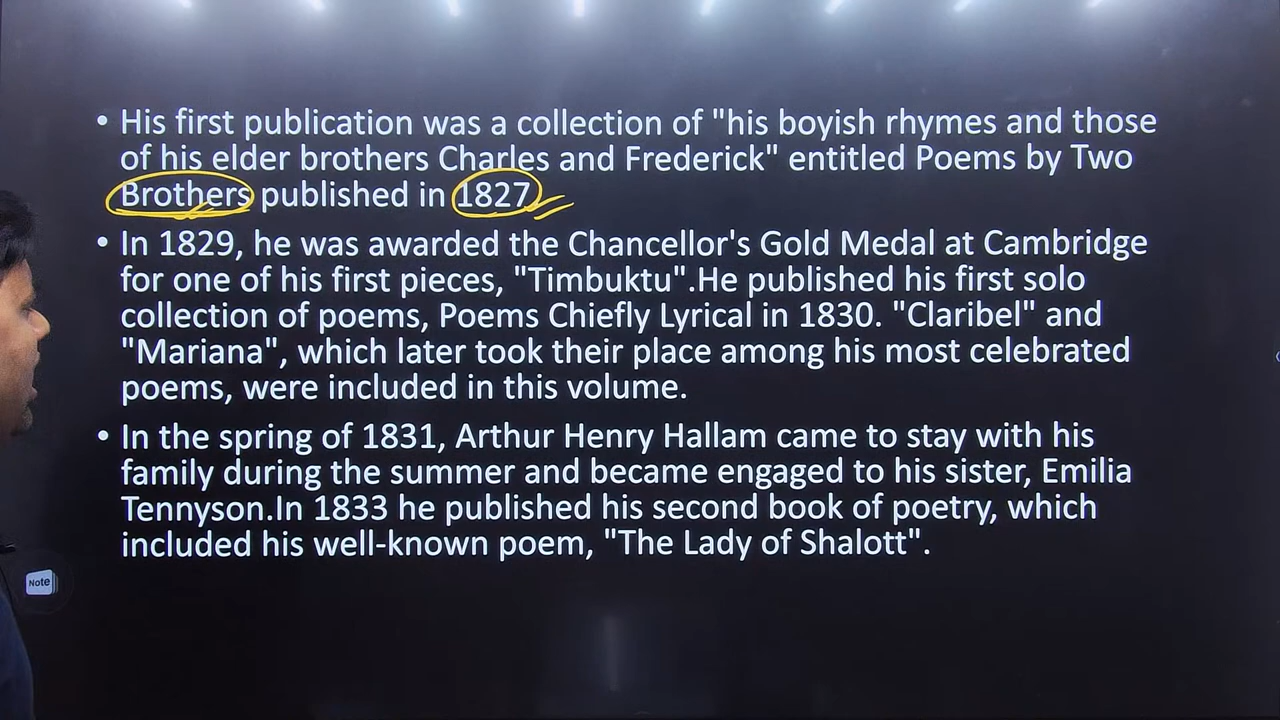 • His first publication was a collection of "his boyish rhymes and those
of his elder brothers Charles and Frederick" entitled Poems by Two
Brothers published in 1827
• In 1829, he was awarded the Chancellor's Gold Medal at Cambridge
for one of his first pieces, "Timbuktu".He published his first solo
collection of poems, Poems Chiefly Lyrical in 1830. "Claribel" and
"Mariana", which later took their place among his most celebrated
poems, were included in this volume.
• In the spring of 1831, Arthur Henry Hallam came to stay with his
family during the summer and became engaged to his sister, Emilia
Tennyson.In 1833 he published his second book of poetry, which
included his well-known poem, "The Lady of Shalott".
Note